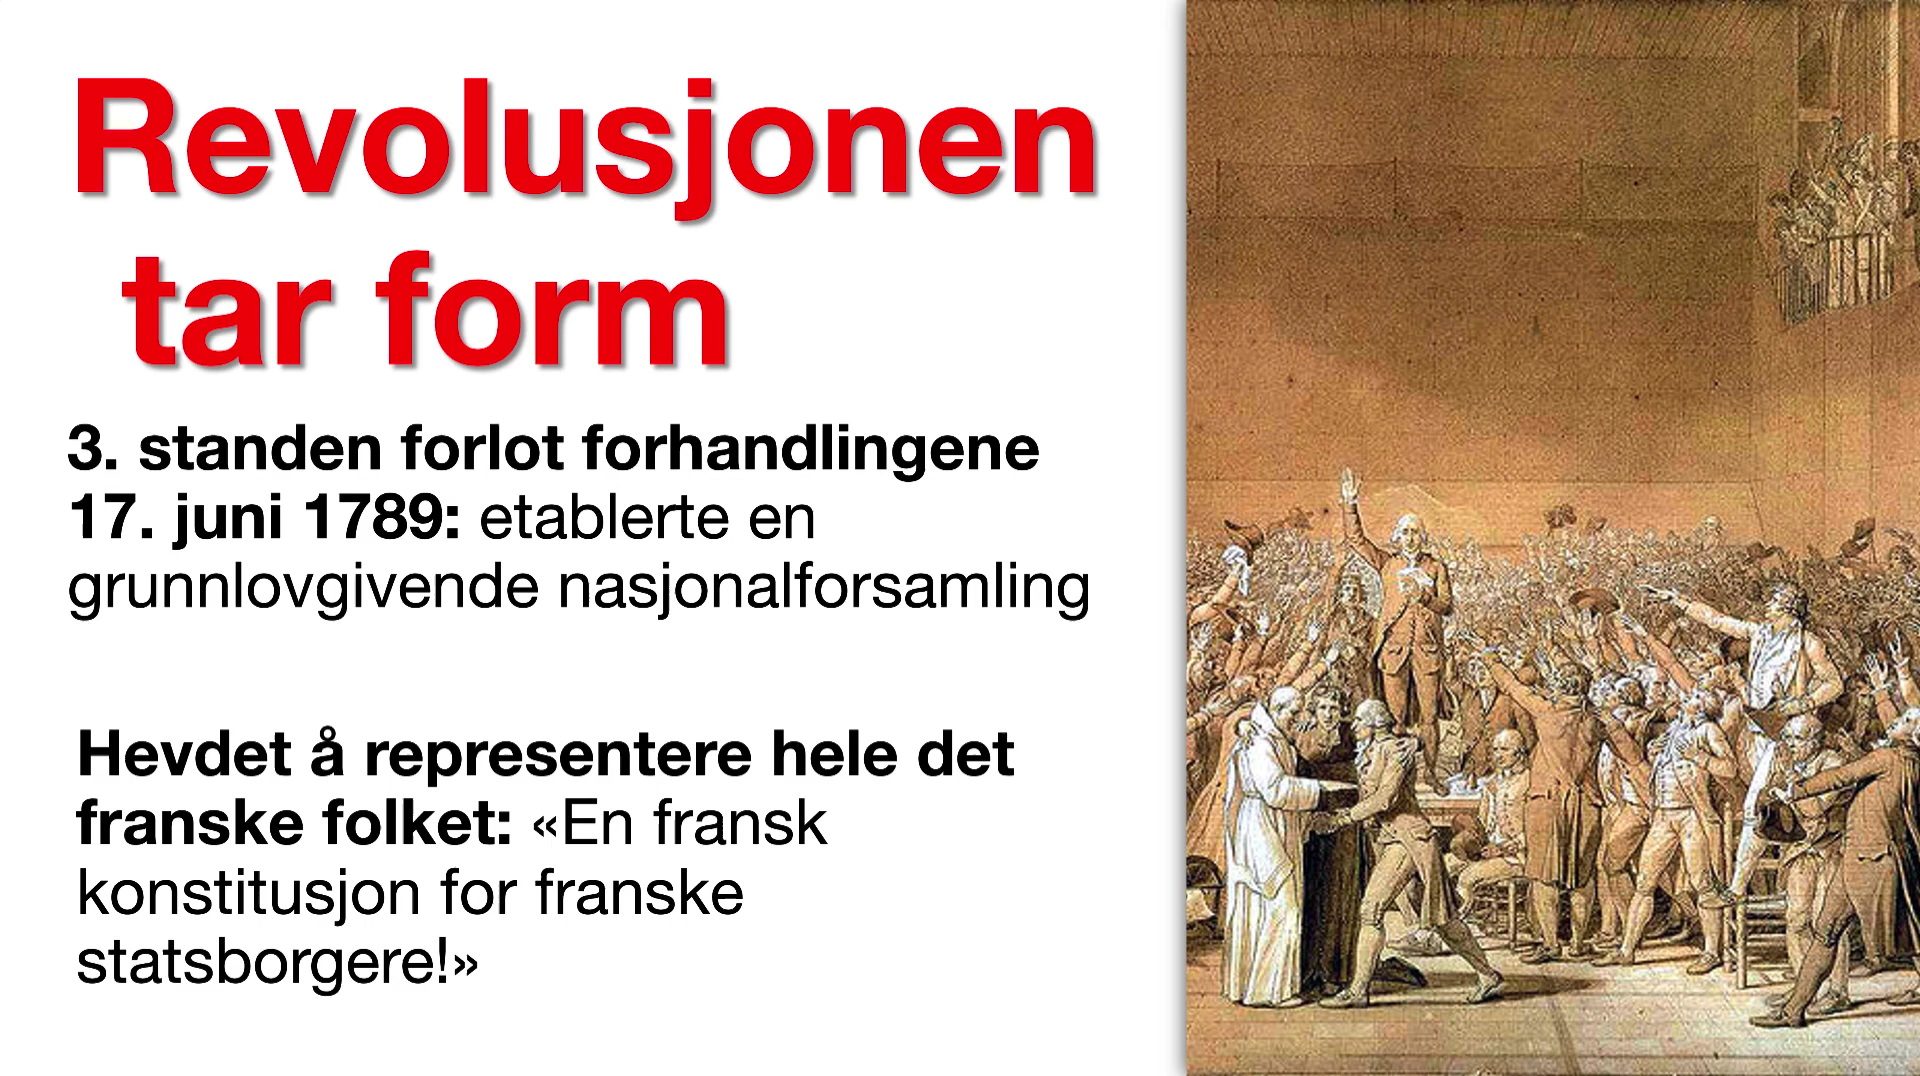 Revolusjonen
tar form
3. standen forlot forhandlingene
17. juni 1789: etablerte en
grunnlovgivende nasjonalforsamling
Hevdet å representere hele det
franske folket: «En fransk
konstitusjon for franske
statsborgere!»